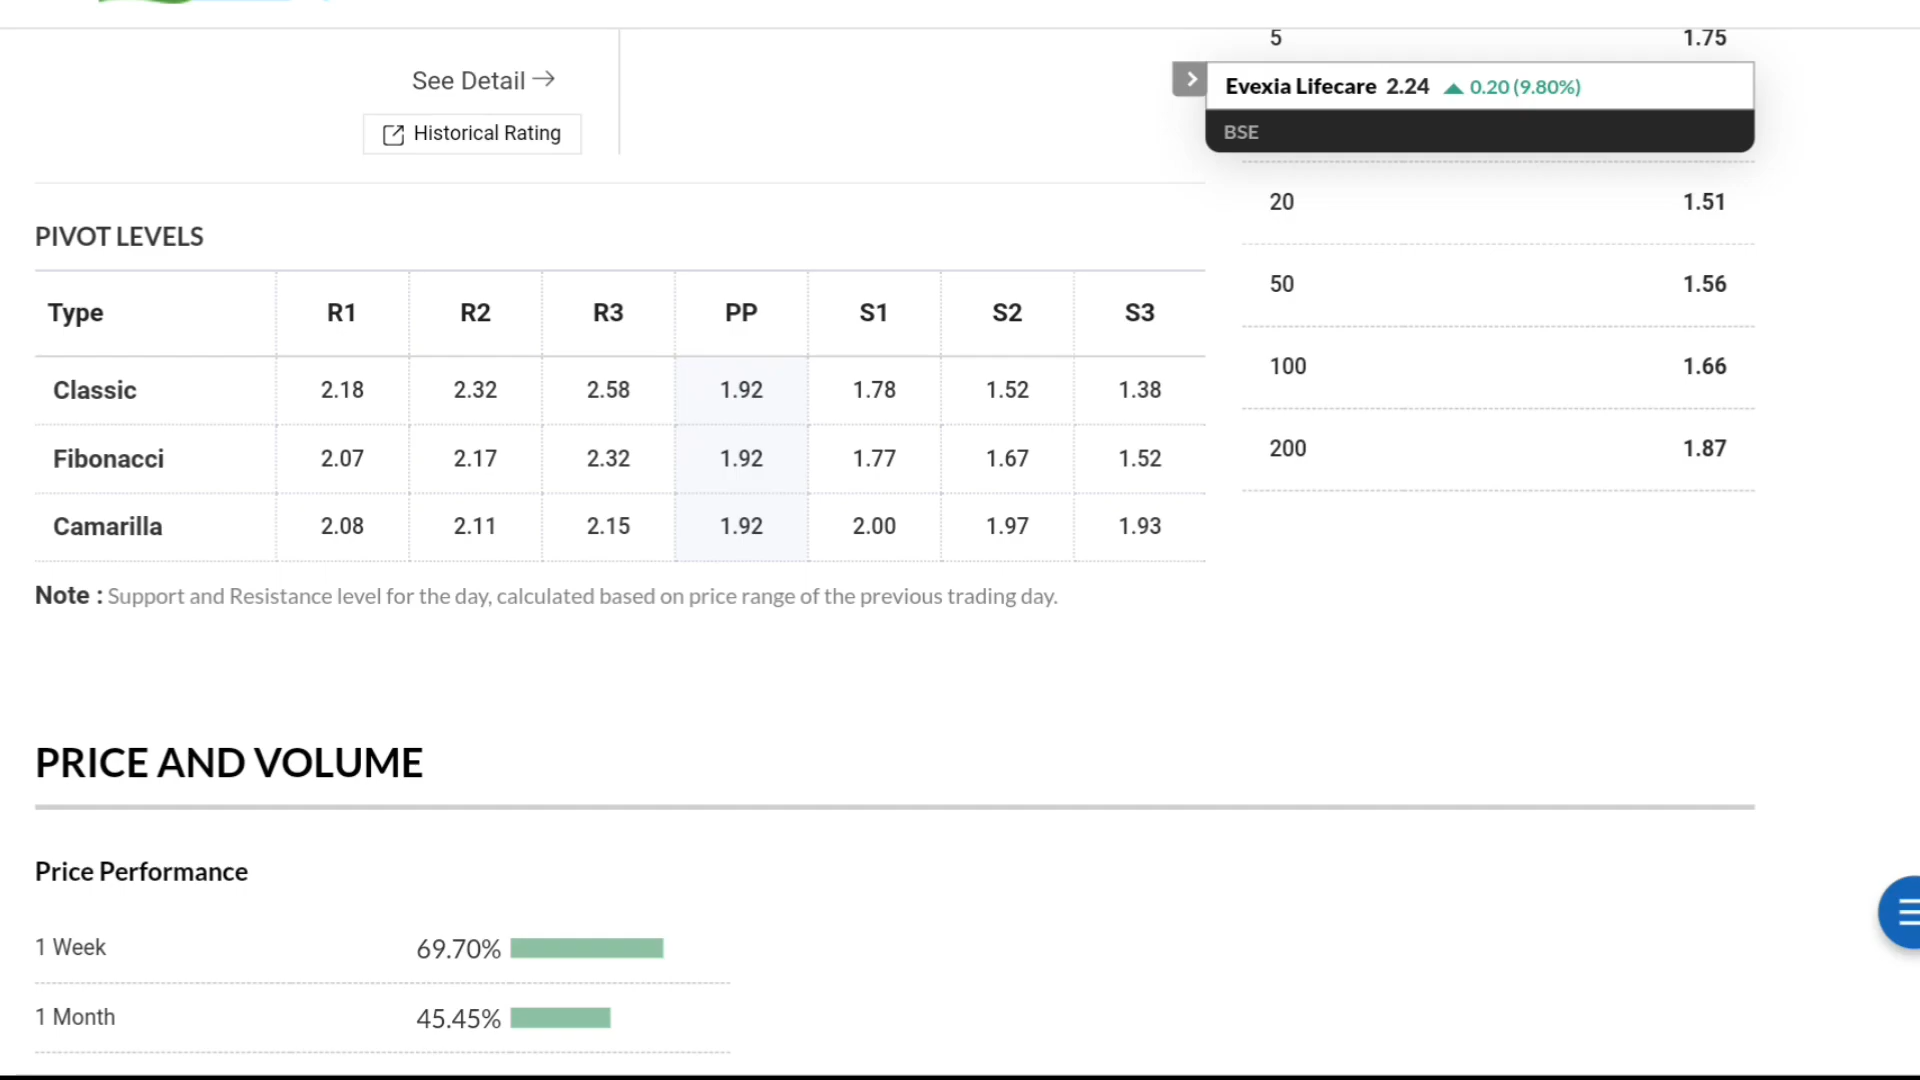 5 1.75
See Detail →
Evexia Lifecare 2.24 ▲ 0.20 (9.80%)
Historical Rating
BSE
20 1.51
PIVOT LEVELS
50 1.56
Type R1 R2 R3 PP S1 S2 S3
100 1.66
Classic 2.18 2.32 2.58 1.92 1.78 1.52 1.38
200 1.87
Fibonacci 2.07 2.17 2.32 1.92 1.77 1.67 1.52
Camarilla 2.08 2.11 2.15 1.92 2.00 1.97 1.93
Note : Support and Resistance level for the day, calculated based on price range of the previous trading day.
PRICE AND VOLUME
Price Performance
1 Week 69.70%
1 Month 45.45%